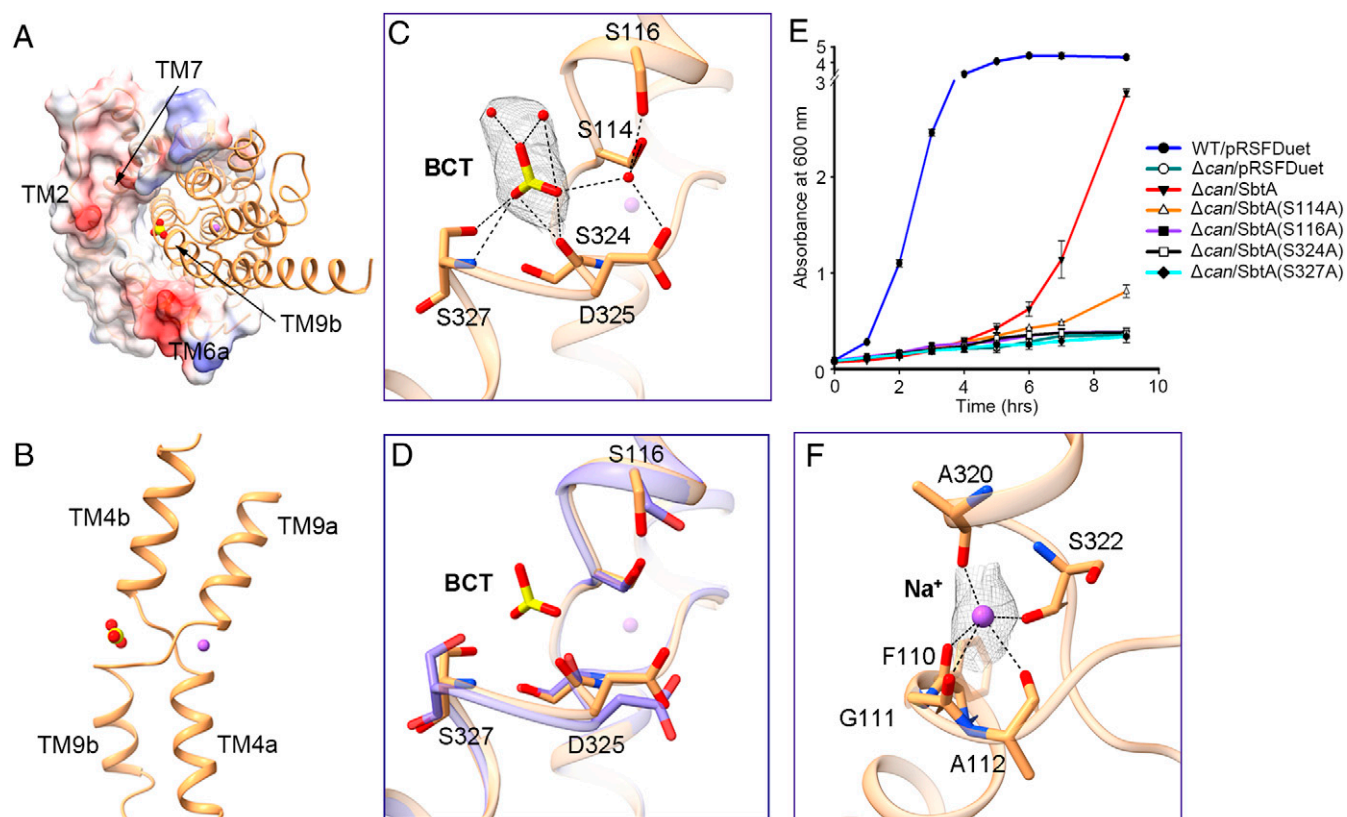 A
TM7
TM2
TM9b
TM6a
B
TM4b
TM9a
TM9b
TM4a
C
S116
S114
BCT
S324
S327
D325
D
S116
BCT
S327
D325
E
Absorbance at 600 nm
5
4
3
2
1
0
0 2 4 6 8 10
Time (hrs)
WT/pRSFDuet
Δcan/pRSFDuet
Δcan/SbtA
Δcan/SbtA(S114A)
Δcan/SbtA(S116A)
Δcan/SbtA(S324A)
Δcan/SbtA(S327A)
F
A320
S322
Na⁺
F110
G111
A112